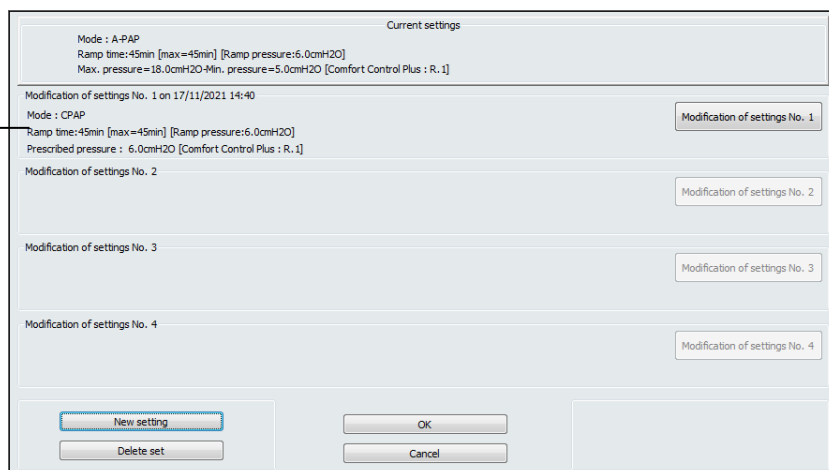 Current settings
Mode : A-PAP
Ramp time:45min [max=45min] [Ramp pressure:6.0cmH2O]
Max. pressure=18.0cmH2O-Min. pressure=5.0cmH2O [Comfort Control Plus : R.1]
Modification of settings No. 1 on 17/11/2021 14:40
Mode : CPAP
Modification of settings No. 1
Ramp time:45min [max=45min] [Ramp pressure:6.0cmH2O]
Prescribed pressure : 6.0cmH2O [Comfort Control Plus : R.1]
Modification of settings No. 2
Modification of settings No. 2
Modification of settings No. 3
Modification of settings No. 3
Modification of settings No. 4
Modification of settings No. 4
New setting
OK
Delete set
Cancel